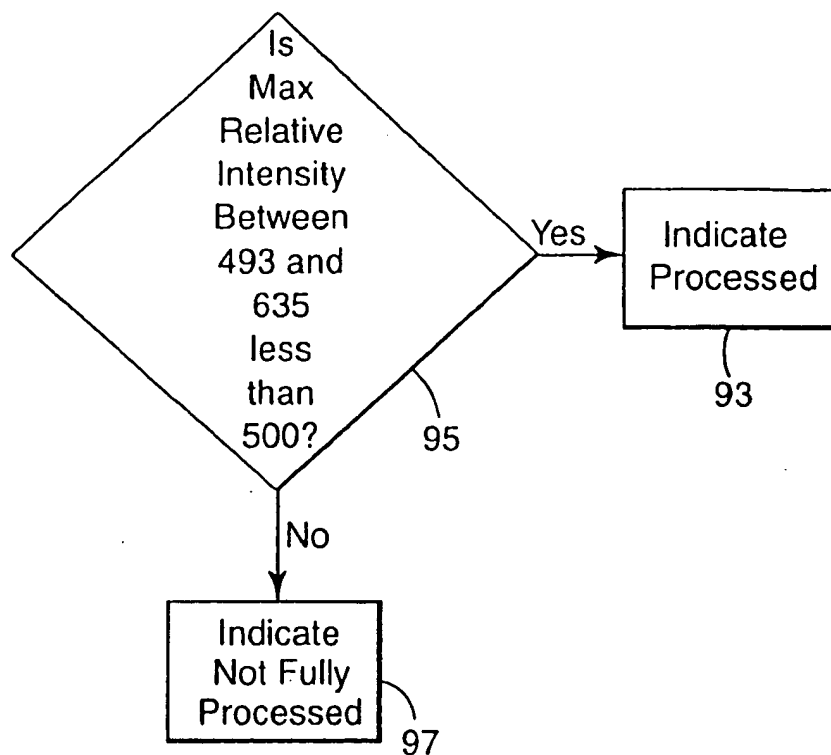 Is
Max
Relative
Intensity
Between
493 and
635
less
than
500?
Yes
Indicate
Processed
93
95
No
Indicate
Not Fully
Processed
97